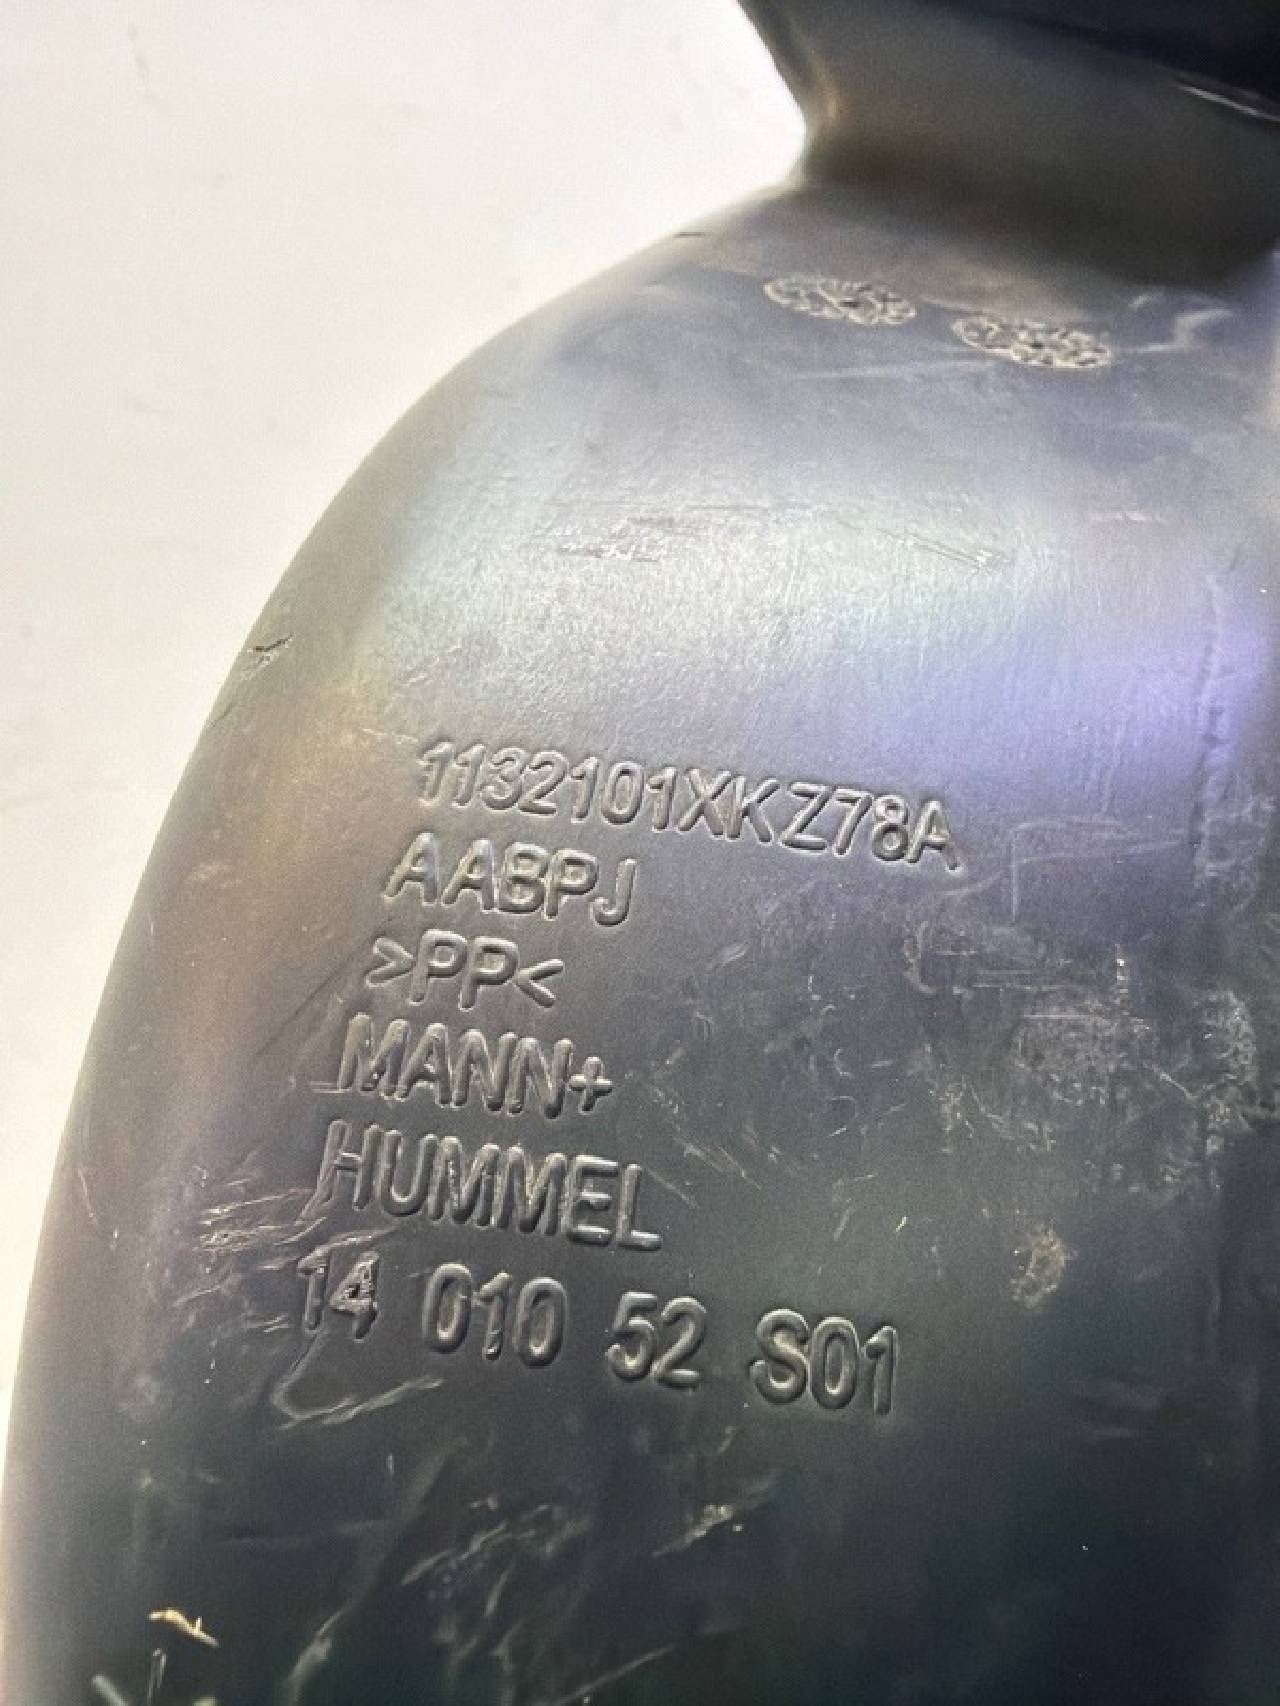 1132101XKZ78A
AABPJ
>PP<
MANN+
HUMMEL
14 010 52 S01